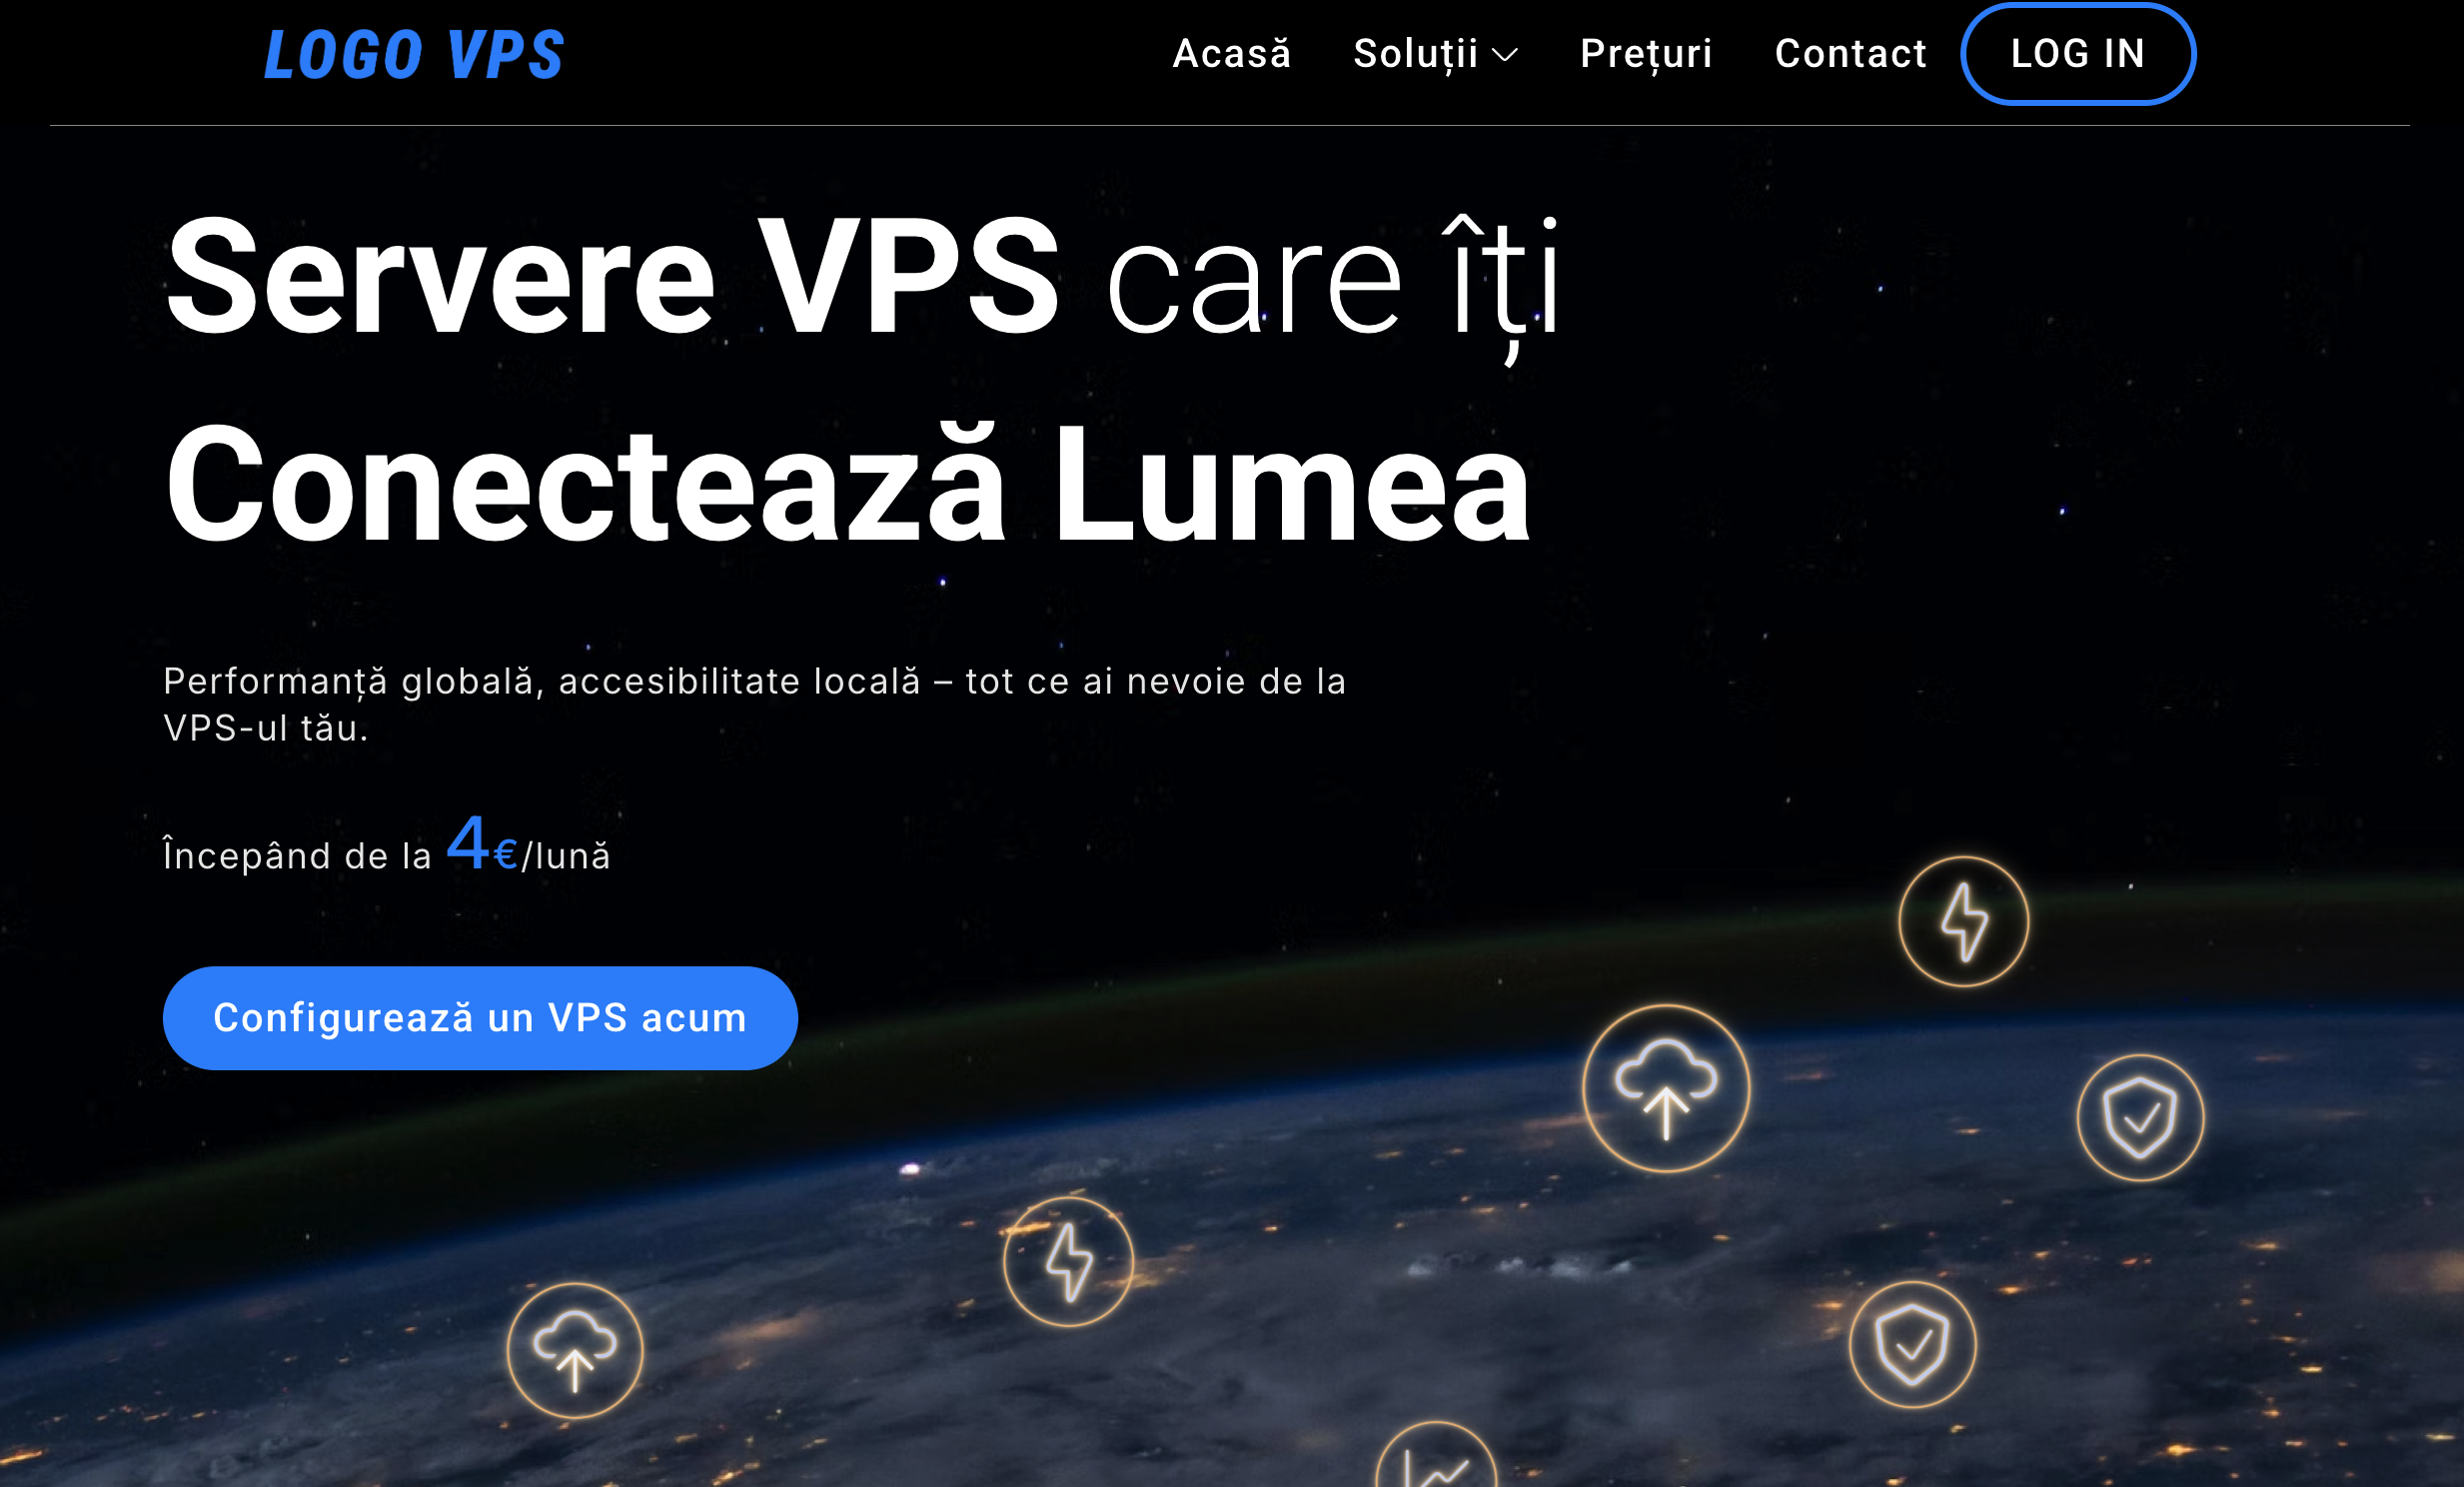 LOGO VPS
Acasă Soluții Prețuri Contact LOG IN
Servere VPS care îți
Conectează Lumea
Performanță globală, accesibilitate locală – tot ce ai nevoie de la
VPS-ul tău.
Începând de la 4€/lună
Configurează un VPS acum